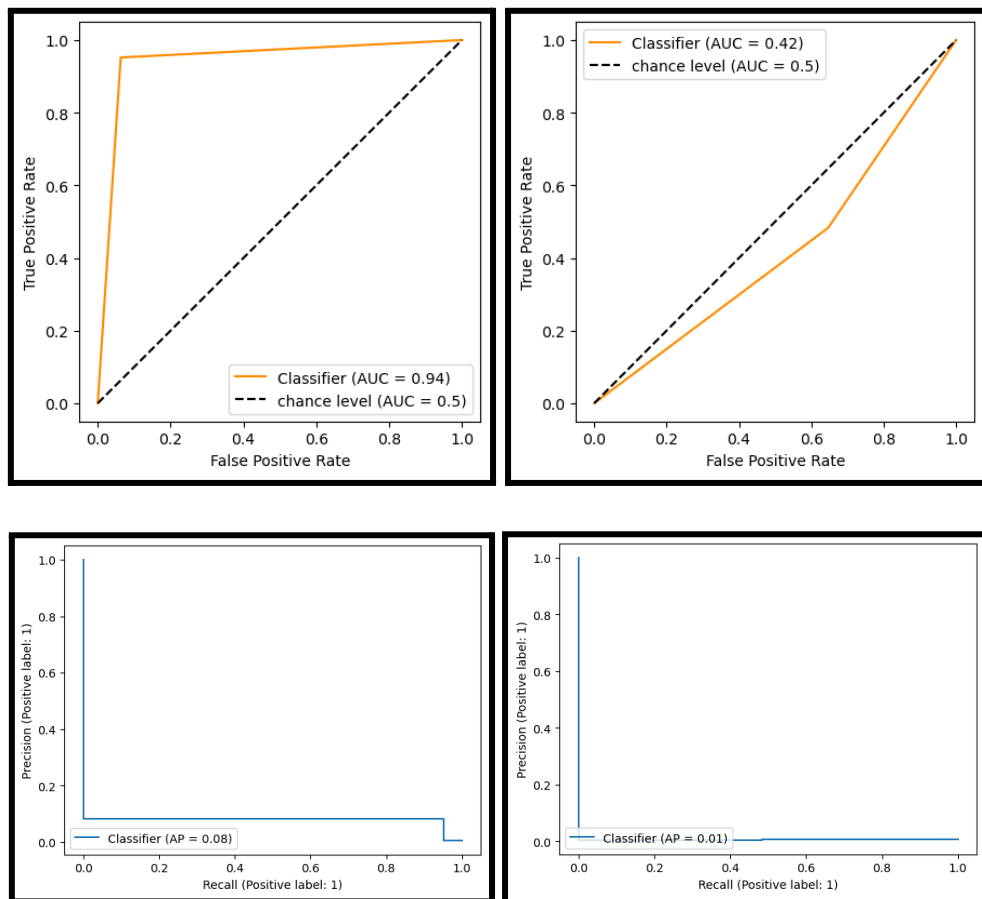 1.0
0.8
0.6
0.4
0.2
0.0
True Positive Rate
Classifier (AUC = 0.94)
chance level (AUC = 0.5)
0.0 0.2 0.4 0.6 0.8 1.0
False Positive Rate
1.0
0.8
0.6
0.4
0.2
0.0
True Positive Rate
Classifier (AUC = 0.42)
chance level (AUC = 0.5)
0.0 0.2 0.4 0.6 0.8 1.0
False Positive Rate
1.0
0.8
0.6
0.4
0.2
0.0
Precision (Positive label: 1)
Classifier (AP = 0.08)
0.0 0.2 0.4 0.6 0.8 1.0
Recall (Positive label: 1)
1.0
0.8
0.6
0.4
0.2
0.0
Precision (Positive label: 1)
Classifier (AP = 0.01)
0.0 0.2 0.4 0.6 0.8 1.0
Recall (Positive label: 1)